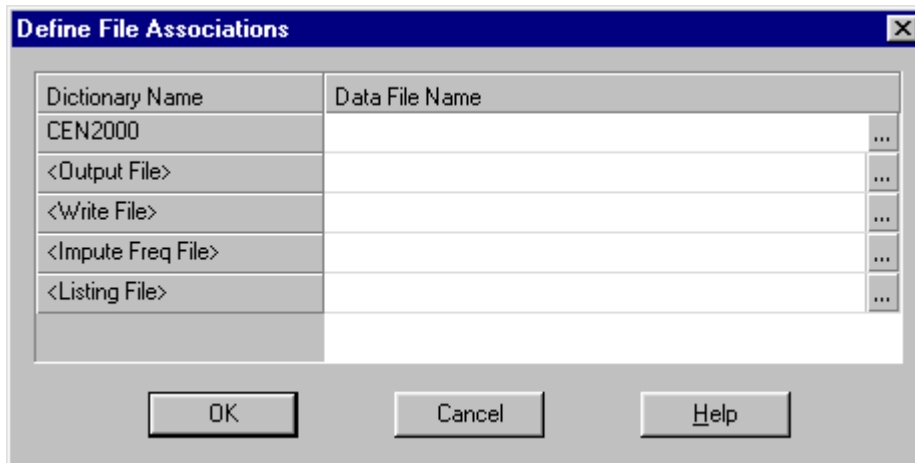 Define File Associations
Dictionary Name Data File Name
CEN2000 ...
<Output File> ...
<Write File> ...
<Impute Freq File> ...
<Listing File> ...
OK Cancel Help